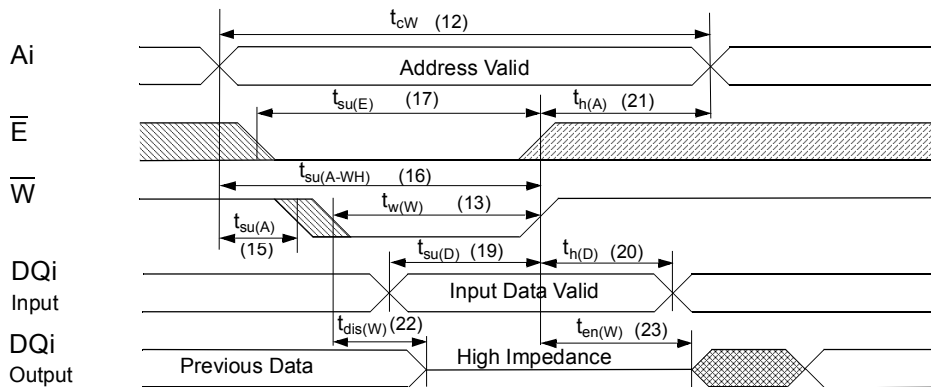 t_cW (12)
Ai
Address Valid
t_su(E) (17) t_h(A) (21)
E̅
t_su(A-WH) (16)
W̅
t_w(W) (13)
t_su(A)
(15)
t_su(D) (19) t_h(D) (20)
DQi
Input
Input Data Valid
t_dis(W) (22) t_en(W) (23)
DQi
Output
Previous Data High Impedance